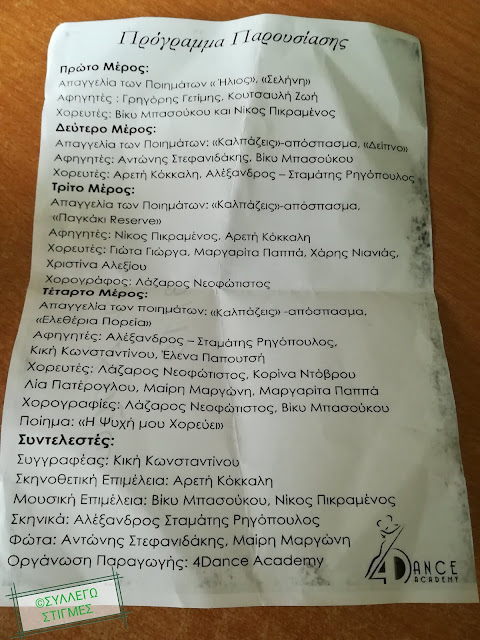 Πρόγραμμα Παρουσίασης
Πρώτο Μέρος:
Απαγγελία των Ποιημάτων «Ήλιος», «Σελήνη»
Αφηγητές : Γρηγόρης Γετίμης, Κουτσαυλή Ζωή
Χορευτές: Βίκυ Μπασούκου και Νίκος Πικραμένος
Δεύτερο Μέρος:
Απαγγελία των Ποιημάτων: «Καλπάζεις»-απόσπασμα, «Δείπνο»
Αφηγητές: Αντώνης Στεφανιδάκης, Βίκυ Μπασούκου
Χορευτές: Αρετή Κόκκαλη, Αλέξανδρος – Σταμάτης Ρηγόπουλος
Τρίτο Μέρος:
Απαγγελία των Ποιημάτων: «Καλπάζεις»-απόσπασμα,
«Παγκάκι Reserve»
Αφηγητές: Νίκος Πικραμένος, Αρετή Κόκκαλη
Χορευτές: Γιώτα Γιώργα, Μαργαρίτα Παππά, Χάρης Νιανιάς,
Χριστίνα Αλεξίου
Χορογράφος: Λάζαρος Νεοφώτιστος
Τέταρτο Μέρος:
Απαγγελία των ποιημάτων: «Καλπάζεις» -απόσπασμα,
«Ελεθέρια Πορεία»
Αφηγητές: Αλέξανδρος – Σταμάτης Ρηγόπουλος,
Κική Κωνσταντίνου, Έλενα Παπουτσή
Χορευτές: Λάζαρος Νεοφώτιστος, Κορίνα Ντόβρου
Λία Πατέρογλου, Μαίρη Μαργώνη, Μαργαρίτα Παππά
Χορογραφίες: Λάζαρος Νεοφώτιστος, Βίκυ Μπασούκου
Ποίημα: «Η Ψυχή μου Χορεύει»
Συντελεστές:
Συγγραφέας: Κική Κωνσταντίνου
Σκηνοθετική Επιμέλεια: Αρετή Κόκκαλη
Μουσική Επιμέλεια: Βίκυ Μπασούκου, Νίκος Πικραμένος
Σκηνικά: Αλέξανδρος Σταμάτης Ρηγόπουλος
Φώτα: Αντώνης Στεφανιδάκης, Μαίρη Μαργώνη
Οργάνωση Παραγωγής: 4Dance Academy
4DANCE
ACADEMY
©ΣΥΛΛΕΓΩ
ΣΤΙΓΜΕΣ